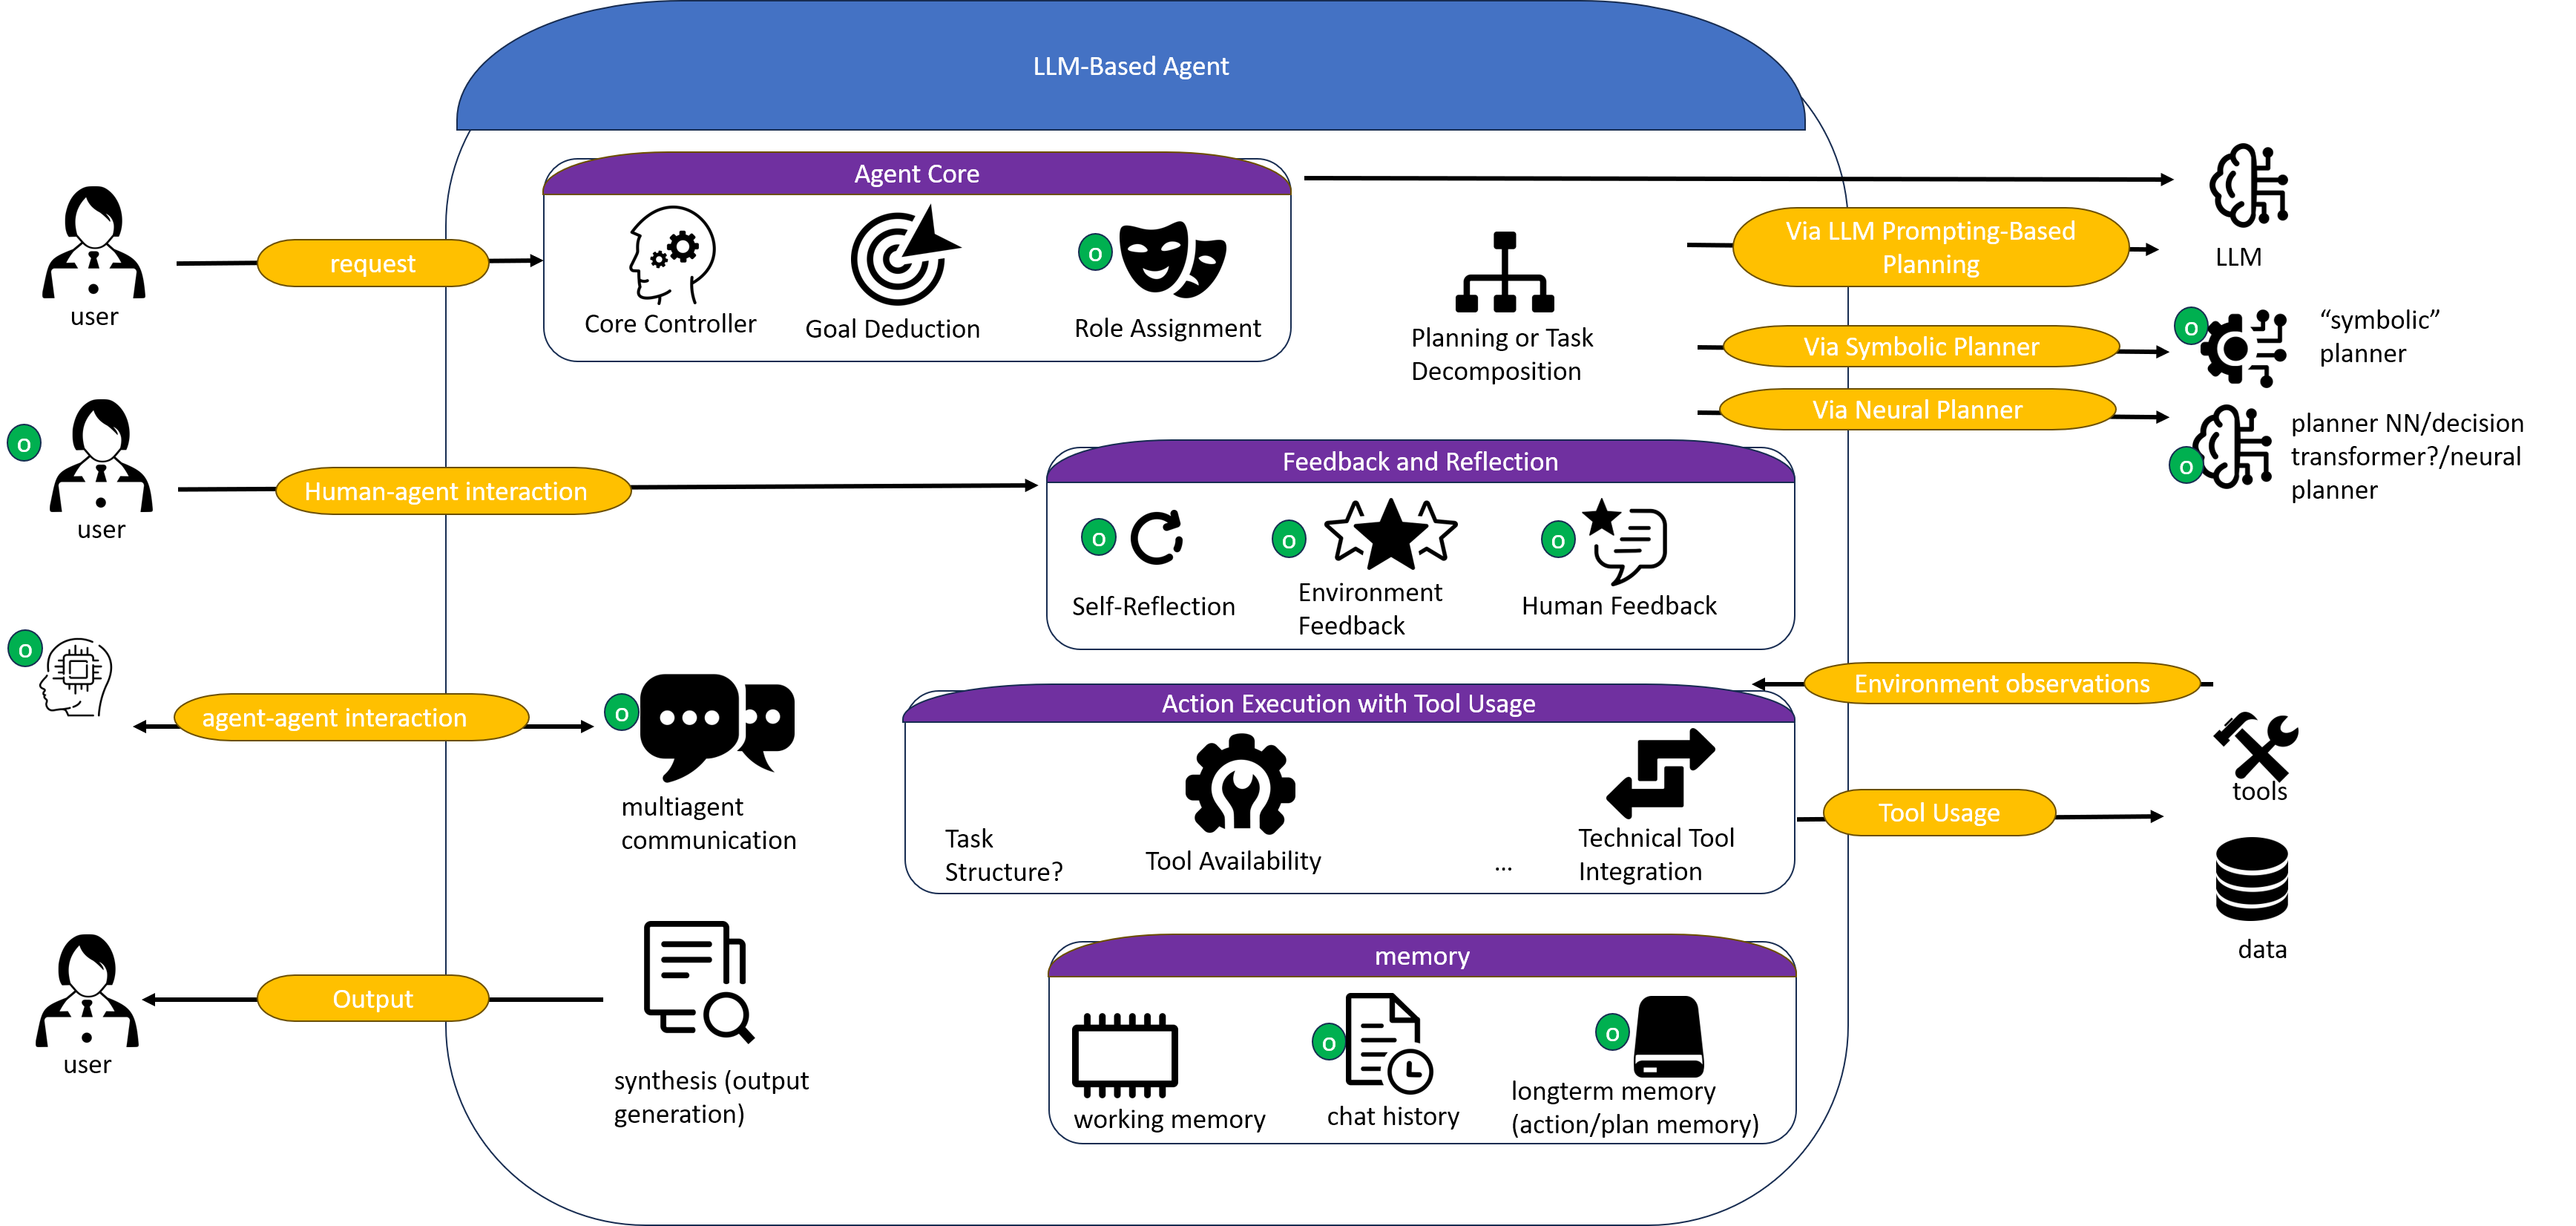 LLM-Based Agent
Agent Core
Core Controller
Goal Deduction
o
Role Assignment
request
user
Planning or Task
Decomposition
Via LLM Prompting-Based
Planning
LLM
Via Symbolic Planner
o
“symbolic”
planner
Via Neural Planner
o
planner NN/decision
transformer?/neural
planner
o
user
Human-agent interaction
Feedback and Reflection
o
Self-Reflection
o
Environment
Feedback
o
Human Feedback
o
agent-agent interaction
o
multiagent
communication
Action Execution with Tool Usage
Task
Structure?
Tool Availability
...
Technical Tool
Integration
Environment observations
Tool Usage
tools
data
user
Output
synthesis (output
generation)
memory
working memory
o
chat history
o
longterm memory
(action/plan memory)